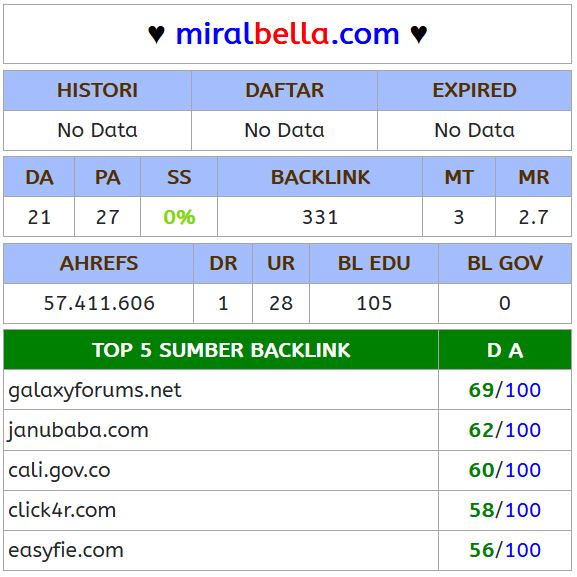 ♥ miralbella.com ♥
HISTORI DAFTAR EXPIRED
No Data No Data No Data
DA PA SS BACKLINK MT MR
21 27 0% 331 3 2.7
AHREFS DR UR BL EDU BL GOV
57.411.606 1 28 105 0
TOP 5 SUMBER BACKLINK D A
galaxyforums.net 69/100
janubaba.com 62/100
cali.gov.co 60/100
click4r.com 58/100
easyfie.com 56/100